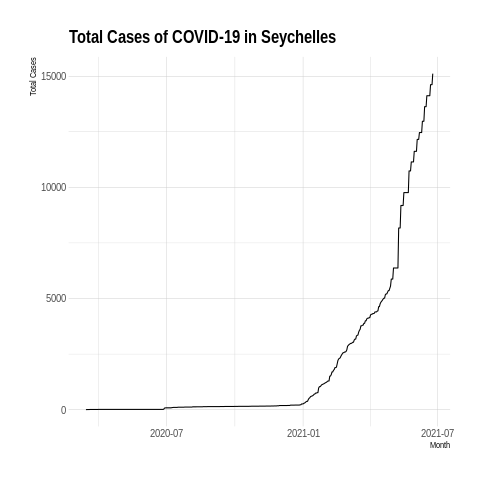 Total Cases of COVID-19 in Seychelles
Total Cases
15000
10000
5000
0
2020-07
2021-01
2021-07
Month